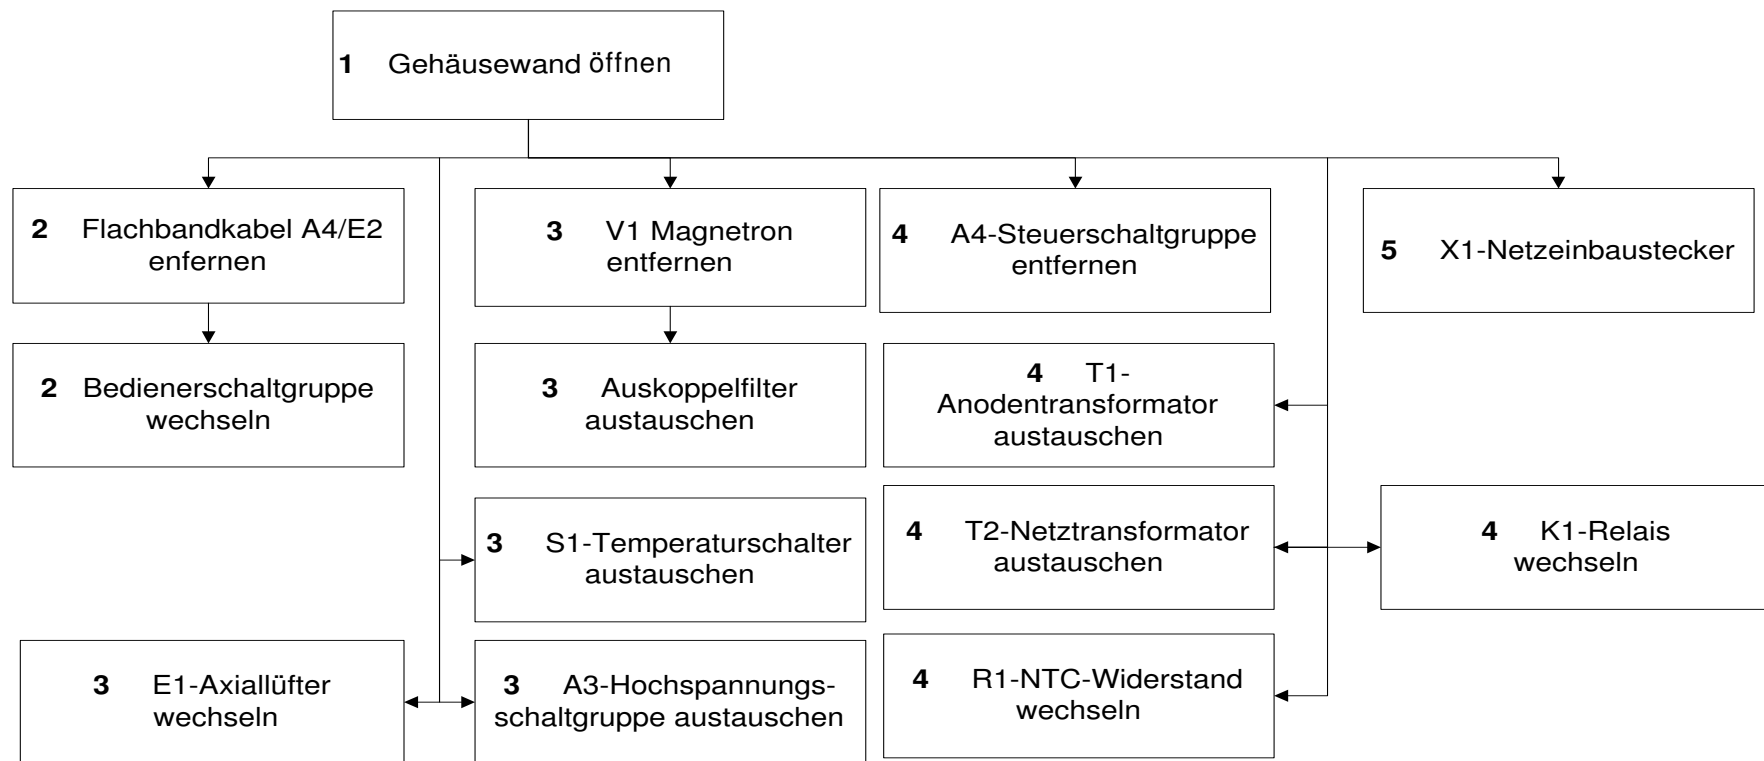 1 Gehäusewand öffnen
2 Flachbandkabel A4/E2
enfernen
3 V1 Magnetron
entfernen
4 A4-Steuerschaltgruppe
entfernen
5 X1-Netzeinbaustecker
2 Bedienerschaltgruppe
wechseln
3 Auskoppelfilter
austauschen
4 T1-
Anodentransformator
austauschen
3 S1-Temperaturschalter
austauschen
4 T2-Netztransformator
austauschen
4 K1-Relais
wechseln
3 E1-Axiallüfter
wechseln
3 A3-Hochspannungs-
schaltgruppe austauschen
4 R1-NTC-Widerstand
wechseln